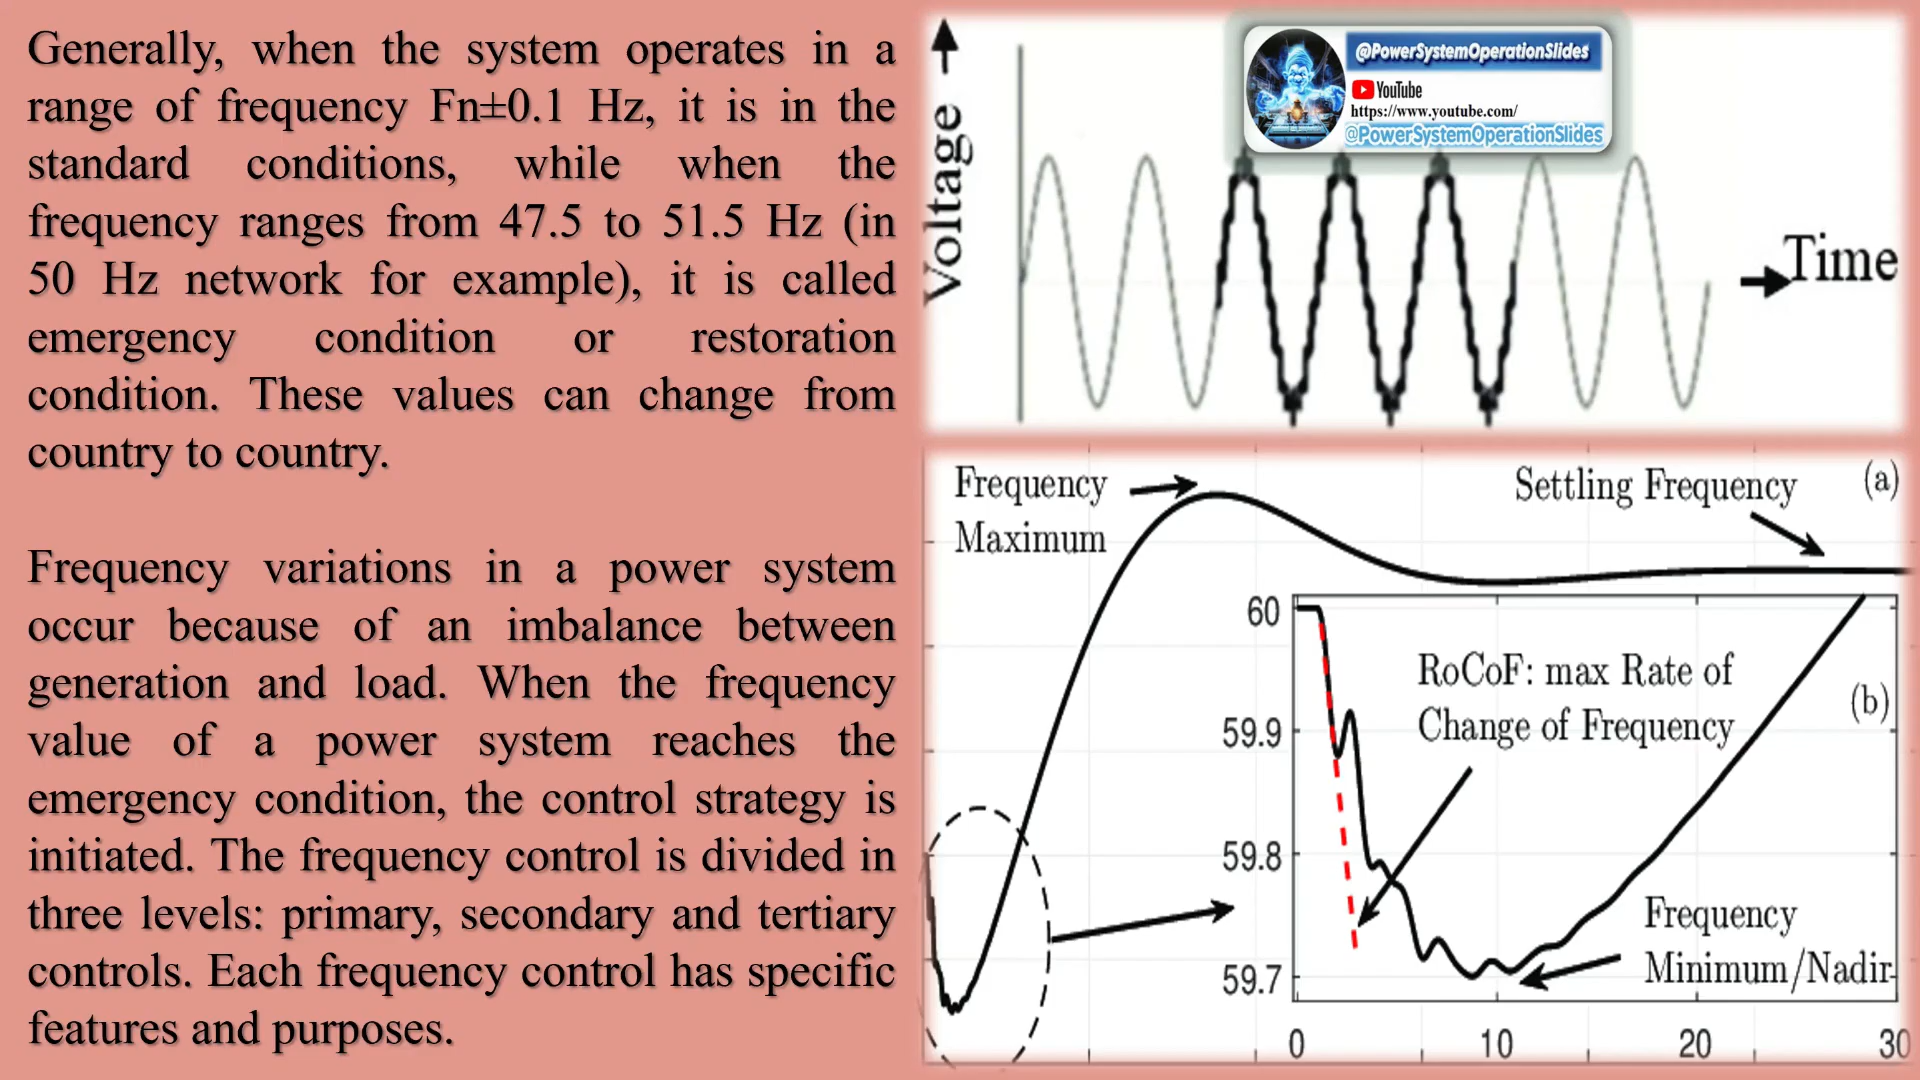 Generally, when the system operates in a
range of frequency Fn±0.1 Hz, it is in the
standard conditions, while when the
frequency ranges from 47.5 to 51.5 Hz (in
50 Hz network for example), it is called
emergency condition or restoration
condition. These values can change from
country to country.
Frequency variations in a power system
occur because of an imbalance between
generation and load. When the frequency
value of a power system reaches the
emergency condition, the control strategy is
initiated. The frequency control is divided in
three levels: primary, secondary and tertiary
controls. Each frequency control has specific
features and purposes.
@PowerSystemOperationSlides
YouTube
https://www.youtube.com/
@PowerSystemOperationSlides
Voltage
Time
Frequency
Maximum
Settling Frequency
(a)
60
59.9
59.8
59.7
RoCoF: max Rate of
Change of Frequency
(b)
Frequency
Minimum/Nadir
0 10 20 30